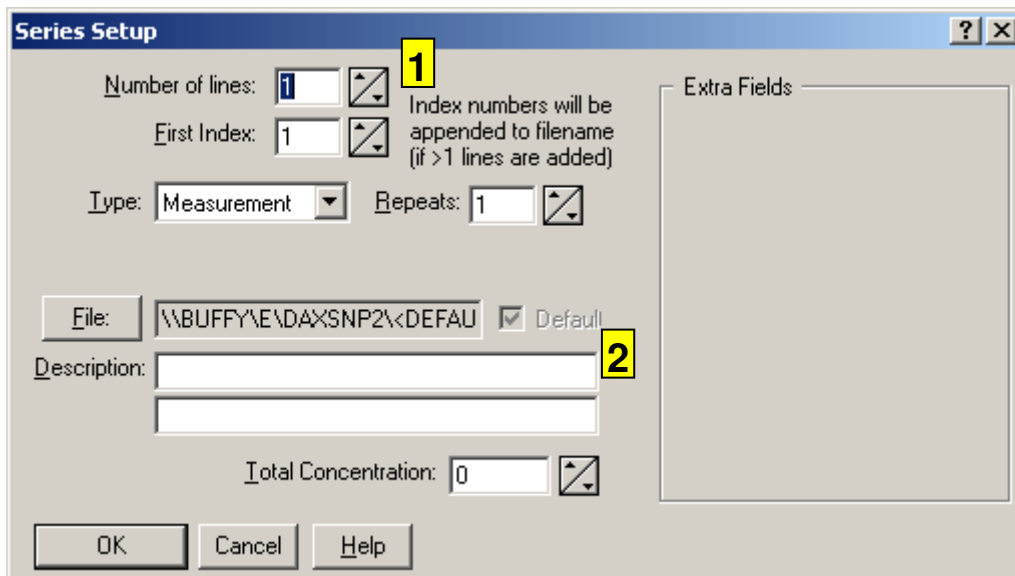 Series Setup
Number of lines: 1
1
Index numbers will be
appended to filename
(if >1 lines are added)
First Index: 1
Type: Measurement Repeats: 1
File: \\BUFFY\E\DAXSNP2\<DEFAU Default
Description:
2
Total Concentration: 0
OK Cancel Help
Extra Fields